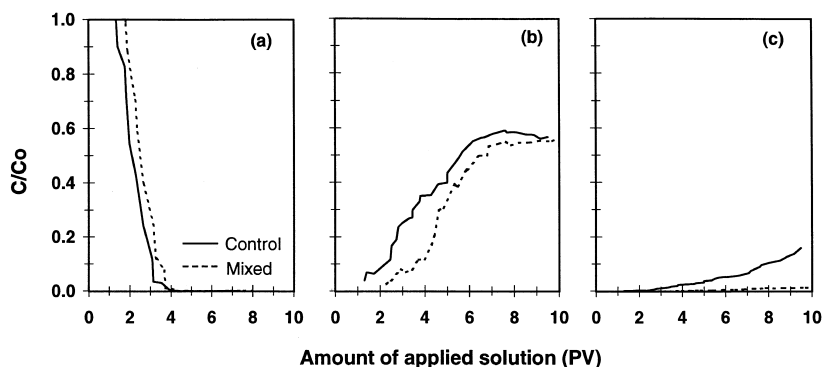 (a) (b) (c)
1.0
0.8
0.6
0.4
0.2
0.0
C/Co
Control
Mixed
0 2 4 6 8 10 0 2 4 6 8 10 0 2 4 6 8 10
Amount of applied solution (PV)